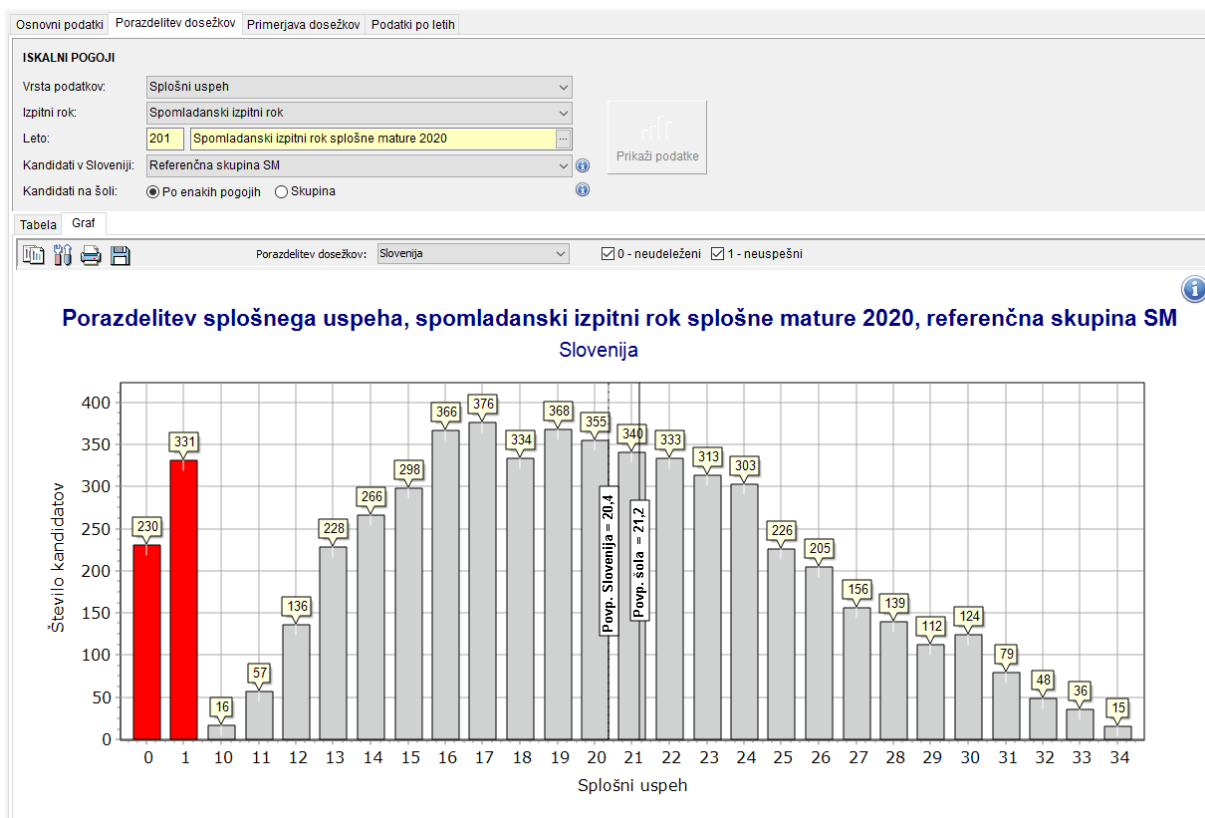 Osnovni podatki Porazdelitev dosežkov Primerjava dosežkov Podatki po letih
ISKALNI POGOJI
Vrsta podatkov: Splošni uspeh
Izpitni rok: Spomladanski izpitni rok
Leto: 201 Spomladanski izpitni rok splošne mature 2020 ...
Prikaži podatke
Kandidati v Sloveniji: Referenčna skupina SM
Kandidati na šoli: Po enakih pogojih Skupina
Tabela Graf
Porazdelitev dosežkov: Slovenija 0 - neudeleženi 1 - neuspešni
Porazdelitev splošnega uspeha, spomladanski izpitni rok splošne mature 2020, referenčna skupina SM
Slovenija
Število kandidatov
400
350
300
250
200
150
100
50
0
230 331 16 57 136 228 266 298 366 376 334 368 355 340 333 313 303 226 205 156 139 112 124 79 48 36 15
Povp. Slovenija = 20,4
Povp. šola = 21,2
0 1 10 11 12 13 14 15 16 17 18 19 20 21 22 23 24 25 26 27 28 29 30 31 32 33 34
Splošni uspeh